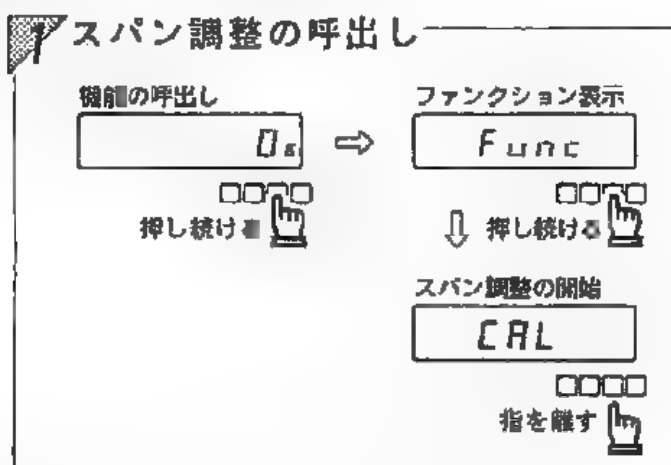 1 スパン調整の呼出し
機能の呼出し
0g
押し続ける
ファンクション表示
Func
押し続ける
スパン調整の開始
CAL
指を離す